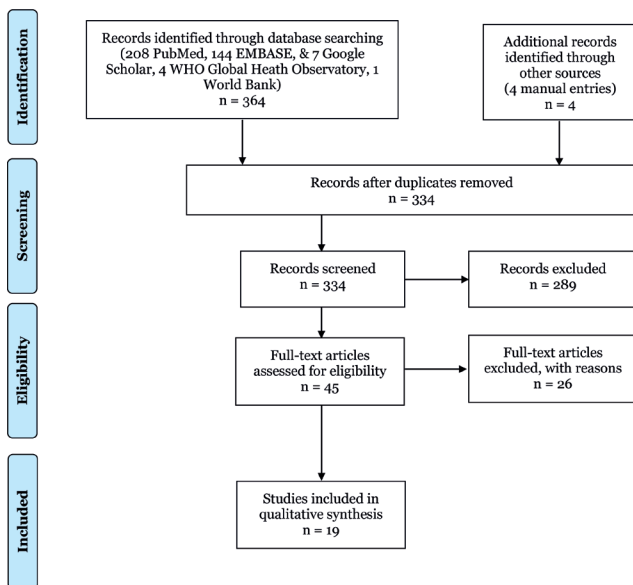 Identification
Records identified through database searching
(208 PubMed, 144 EMBASE, & 7 Google
Scholar, 4 WHO Global Heath Observatory, 1
World Bank)
n = 364
Additional records
identified through
other sources
(4 manual entries)
n = 4
Screening
Records after duplicates removed
n = 334
Records screened
n = 334
Records excluded
n = 289
Eligibility
Full-text articles
assessed for eligibility
n = 45
Full-text articles
excluded, with reasons
n = 26
Included
Studies included in
qualitative synthesis
n = 19